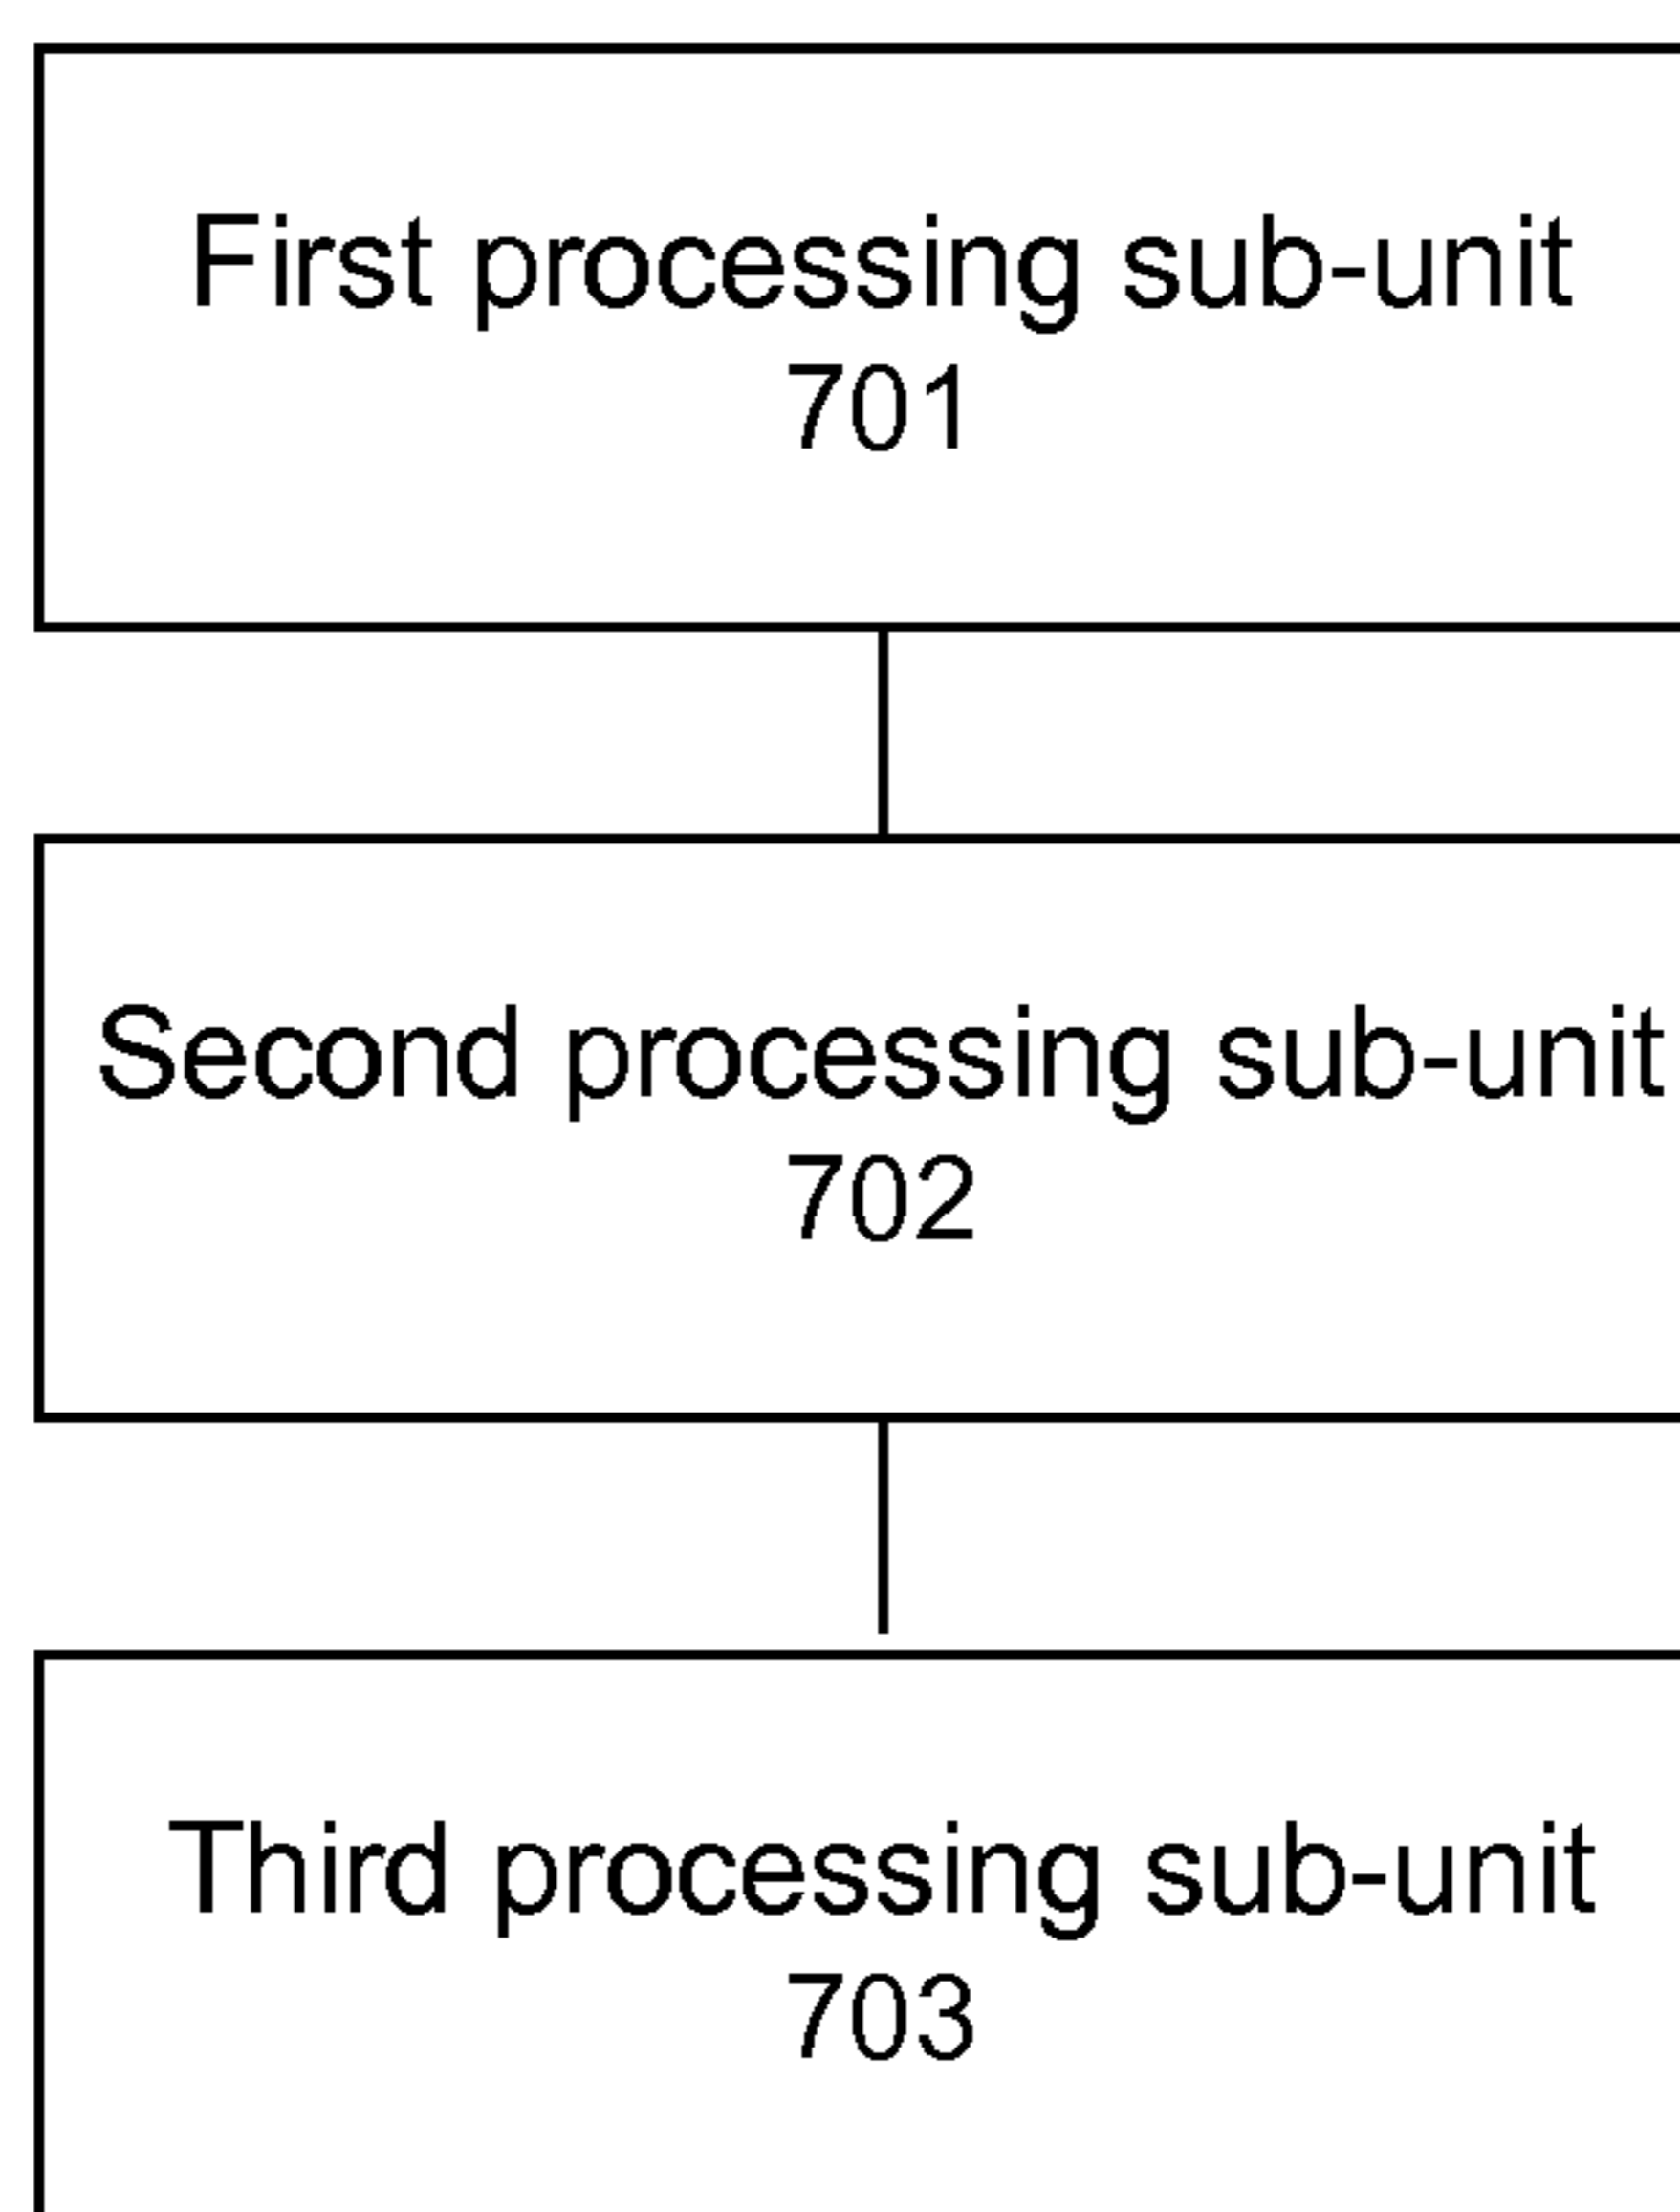 First processing sub-unit
701
Second processing sub-unit
702
Third processing sub-unit
703